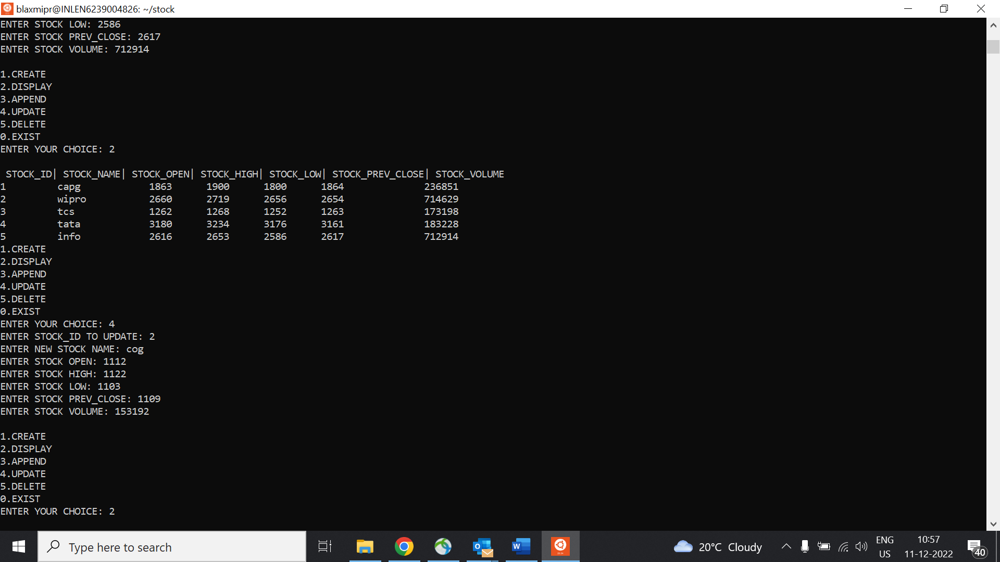 blaxmipr@INLEN6239004826: ~/stock
ENTER STOCK LOW: 2586
ENTER STOCK PREV_CLOSE: 2617
ENTER STOCK VOLUME: 712914
1.CREATE
2.DISPLAY
3.APPEND
4.UPDATE
5.DELETE
0.EXIST
ENTER YOUR CHOICE: 2
STOCK_ID| STOCK_NAME| STOCK_OPEN| STOCK_HIGH| STOCK_LOW| STOCK_PREV_CLOSE| STOCK_VOLUME
1 capg 1863 1900 1800 1864 236851
2 wipro 2660 2719 2656 2654 714629
3 tcs 1262 1268 1252 1263 173198
4 tata 3180 3234 3176 3161 183228
5 info 2616 2653 2586 2617 712914
1.CREATE
2.DISPLAY
3.APPEND
4.UPDATE
5.DELETE
0.EXIST
ENTER YOUR CHOICE: 4
ENTER STOCK_ID TO UPDATE: 2
ENTER NEW STOCK NAME: cog
ENTER STOCK OPEN: 1112
ENTER STOCK HIGH: 1122
ENTER STOCK LOW: 1103
ENTER STOCK PREV_CLOSE: 1109
ENTER STOCK VOLUME: 153192
1.CREATE
2.DISPLAY
3.APPEND
4.UPDATE
5.DELETE
0.EXIST
ENTER YOUR CHOICE: 2
Type here to search
20°C Cloudy
ENG
US
10:57
11-12-2022
40